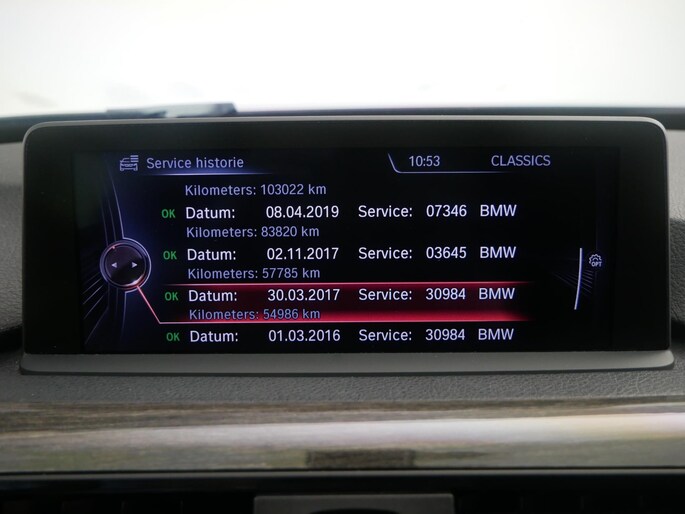 Service historie 10:53 CLASSICS
Kilometers: 103022 km
OK Datum: 08.04.2019 Service: 07346 BMW
Kilometers: 83820 km
OK Datum: 02.11.2017 Service: 03645 BMW
Kilometers: 57785 km
OPT
OK Datum: 30.03.2017 Service: 30984 BMW
Kilometers: 54986 km
OK Datum: 01.03.2016 Service: 30984 BMW